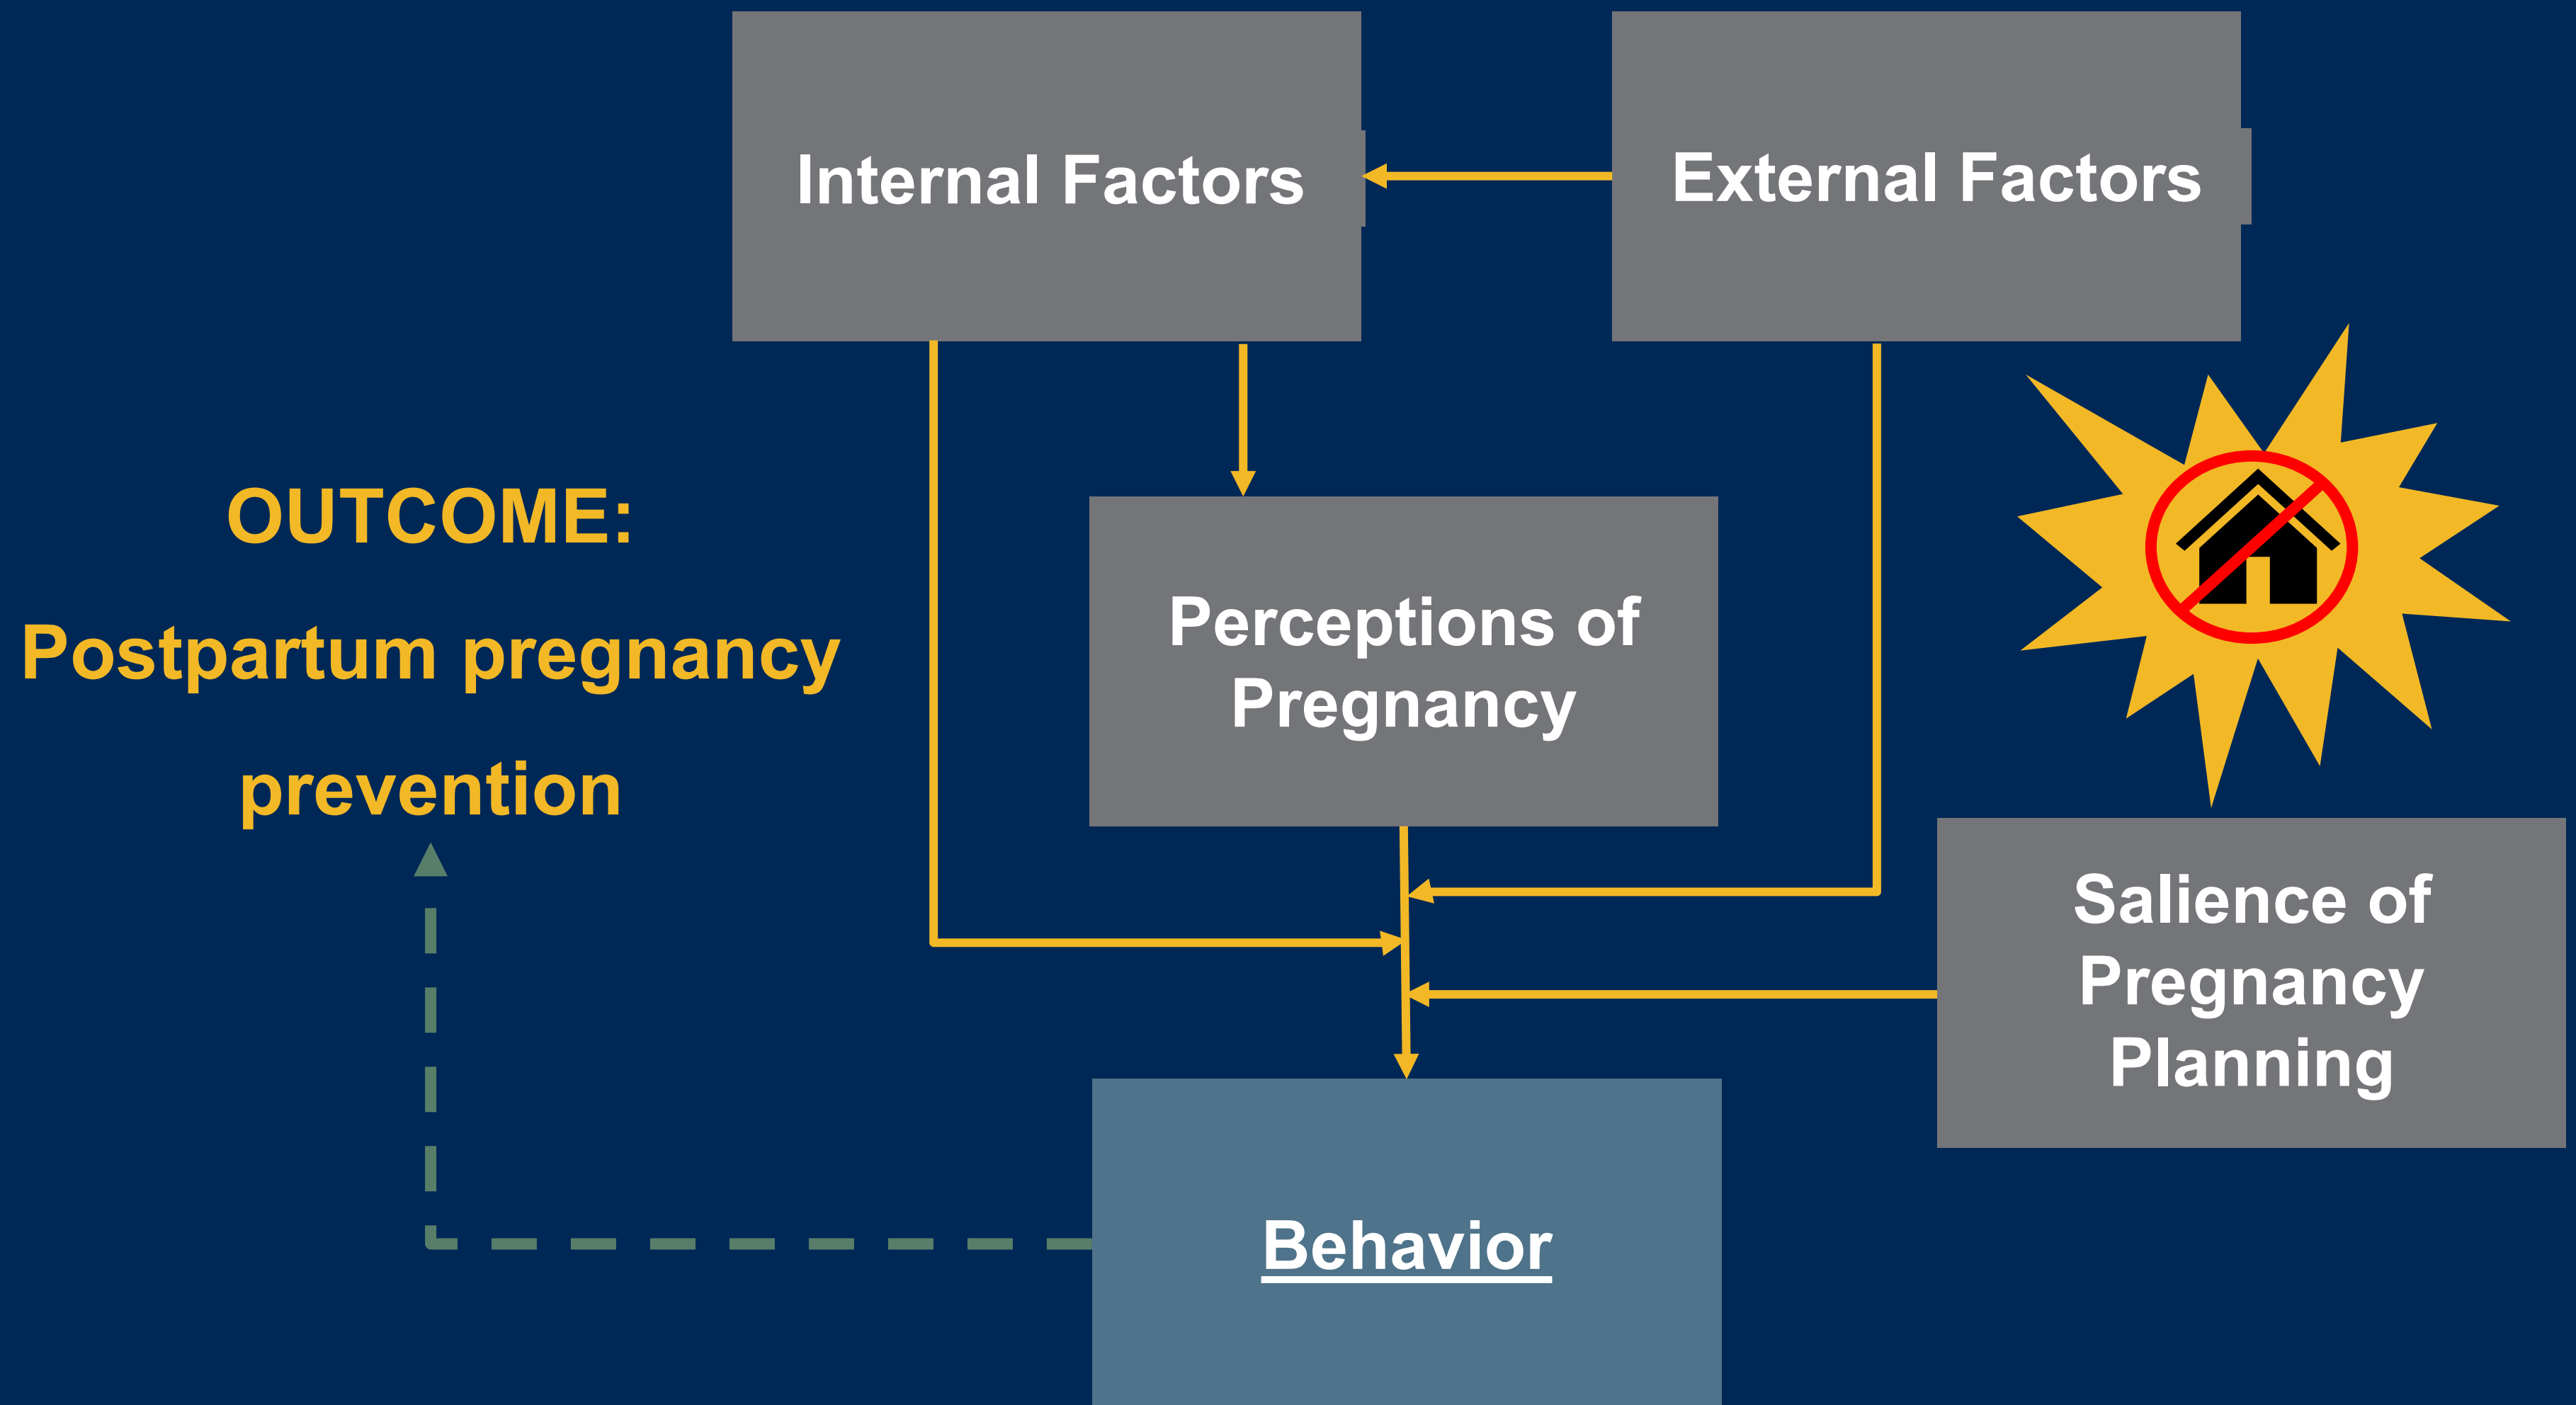 Internal Factors
External Factors
OUTCOME:
Postpartum pregnancy
prevention
Perceptions of
Pregnancy
Salience of
Pregnancy
Planning
Behavior